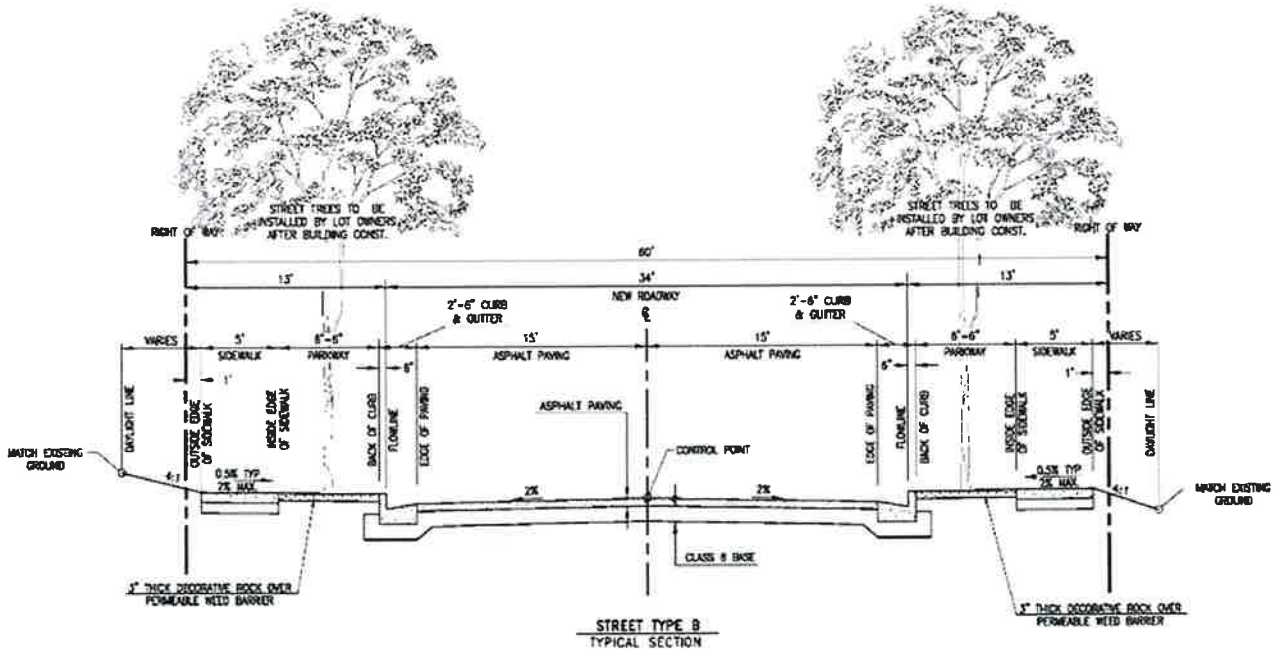 STREET TREES TO BE
INSTALLED BY LOT OWNERS
AFTER BUILDING CONST.
STREET TREES TO BE
INSTALLED BY LOT OWNERS
AFTER BUILDING CONST.
RIGHT OF WAY
RIGHT OF WAY
60'
13'
34'
13'
NEW ROADWAY
2'-6" CURB
& GUTTER
℄
2'-6" CURB
& GUTTER
VARIES
5'
SIDEWALK
6'-6"
PARKWAY
15'
ASPHALT PAVING
15'
ASPHALT PAVING
6'-6"
PARKWAY
5'
SIDEWALK
VARIES
1'
6"
6"
1'
DAYLIGHT LINE
OUTSIDE EDGE
OF SIDEWALK
INSIDE EDGE
OF SIDEWALK
BACK OF CURB
FLOWLINE
EDGE OF PAVING
ASPHALT PAVING
CONTROL POINT
EDGE OF PAVING
FLOWLINE
BACK OF CURB
INSIDE EDGE
OF SIDEWALK
OUTSIDE EDGE
OF SIDEWALK
DAYLIGHT LINE
MATCH EXISTING
GROUND
4:1
0.5% TYP
2% MAX.
2%
2%
0.5% TYP
2% MAX.
4:1
MATCH EXISTING
GROUND
CLASS 6 BASE
3" THICK DECORATIVE ROCK OVER
PERMEABLE WEED BARRIER
3" THICK DECORATIVE ROCK OVER
PERMEABLE WEED BARRIER
STREET TYPE B
TYPICAL SECTION